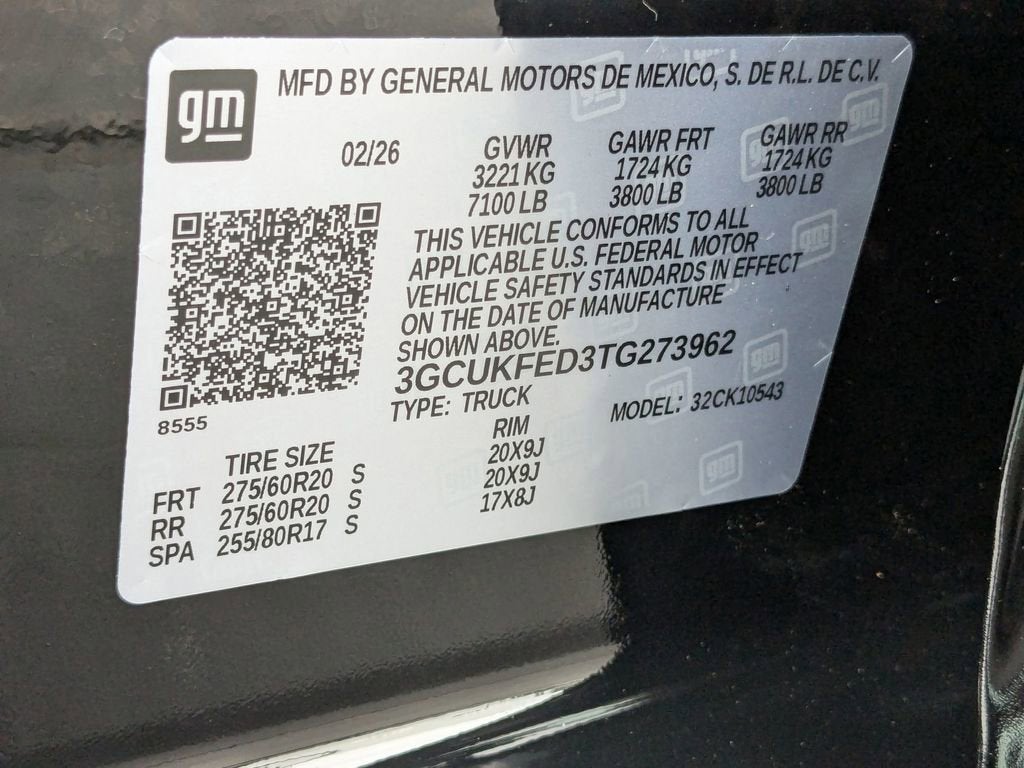 gm
MFD BY GENERAL MOTORS DE MEXICO, S. DE R.L. DE C.V.
02/26 GVWR GAWR FRT GAWR RR
3221 KG 1724 KG 1724 KG
7100 LB 3800 LB 3800 LB
THIS VEHICLE CONFORMS TO ALL
APPLICABLE U.S. FEDERAL MOTOR
VEHICLE SAFETY STANDARDS IN EFFECT
ON THE DATE OF MANUFACTURE
SHOWN ABOVE.
3GCUKFED3TG273962
TYPE: TRUCK MODEL: 32CK10543
8555
TIRE SIZE RIM
FRT 275/60R20 S 20X9J
RR 275/60R20 S 20X9J
SPA 255/80R17 S 17X8J